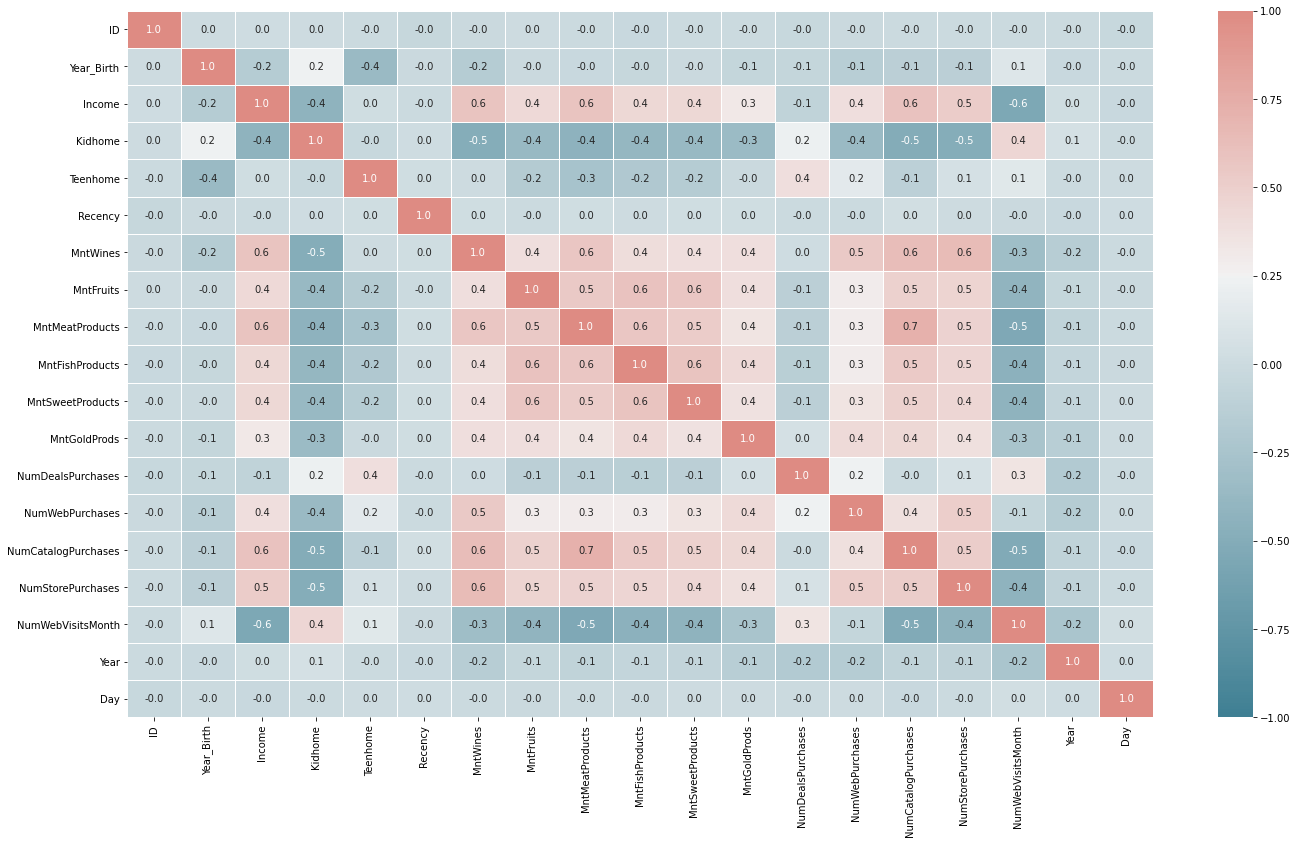 ID 1.0 0.0 0.0 0.0 -0.0 -0.0 -0.0 0.0 -0.0 -0.0 -0.0 -0.0 -0.0 -0.0 -0.0 -0.0 -0.0 -0.0 -0.0 1.00
Year_Birth 0.0 1.0 -0.2 0.2 -0.4 -0.0 -0.2 -0.0 -0.0 -0.0 -0.0 -0.1 -0.1 -0.1 -0.1 -0.1 0.1 -0.0 -0.0
Income 0.0 -0.2 1.0 -0.4 0.0 -0.0 0.6 0.4 0.6 0.4 0.4 0.3 -0.1 0.4 0.6 0.5 -0.6 0.0 -0.0 0.75
Kidhome 0.0 0.2 -0.4 1.0 -0.0 0.0 -0.5 -0.4 -0.4 -0.4 -0.4 -0.3 0.2 -0.4 -0.5 -0.5 0.4 0.1 -0.0
Teenhome -0.0 -0.4 0.0 -0.0 1.0 0.0 0.0 -0.2 -0.3 -0.2 -0.2 -0.0 0.4 0.2 -0.1 0.1 0.1 -0.0 0.0 0.50
Recency -0.0 -0.0 -0.0 0.0 0.0 1.0 0.0 -0.0 0.0 0.0 0.0 0.0 -0.0 -0.0 0.0 0.0 -0.0 -0.0 0.0
MntWines -0.0 -0.2 0.6 -0.5 0.0 0.0 1.0 0.4 0.6 0.4 0.4 0.4 0.0 0.5 0.6 0.6 -0.3 -0.2 -0.0
MntFruits 0.0 -0.0 0.4 -0.4 -0.2 -0.0 0.4 1.0 0.5 0.6 0.6 0.4 -0.1 0.3 0.5 0.5 -0.4 -0.1 -0.0 0.25
MntMeatProducts -0.0 -0.0 0.6 -0.4 -0.3 0.0 0.6 0.5 1.0 0.6 0.5 0.4 -0.1 0.3 0.7 0.5 -0.5 -0.1 -0.0
MntFishProducts -0.0 -0.0 0.4 -0.4 -0.2 0.0 0.4 0.6 0.6 1.0 0.6 0.4 -0.1 0.3 0.5 0.5 -0.4 -0.1 -0.0 0.00
MntSweetProducts -0.0 -0.0 0.4 -0.4 -0.2 0.0 0.4 0.6 0.5 0.6 1.0 0.4 -0.1 0.3 0.5 0.4 -0.4 -0.1 0.0
MntGoldProds -0.0 -0.1 0.3 -0.3 -0.0 0.0 0.4 0.4 0.4 0.4 0.4 1.0 0.0 0.4 0.4 0.4 -0.3 -0.1 0.0
NumDealsPurchases -0.0 -0.1 -0.1 0.2 0.4 -0.0 0.0 -0.1 -0.1 -0.1 -0.1 0.0 1.0 0.2 -0.0 0.1 0.3 -0.2 0.0 −0.25
NumWebPurchases -0.0 -0.1 0.4 -0.4 0.2 -0.0 0.5 0.3 0.3 0.3 0.3 0.4 0.2 1.0 0.4 0.5 -0.1 -0.2 0.0
NumCatalogPurchases -0.0 -0.1 0.6 -0.5 -0.1 0.0 0.6 0.5 0.7 0.5 0.5 0.4 -0.0 0.4 1.0 0.5 -0.5 -0.1 -0.0 −0.50
NumStorePurchases -0.0 -0.1 0.5 -0.5 0.1 0.0 0.6 0.5 0.5 0.5 0.4 0.4 0.1 0.5 0.5 1.0 -0.4 -0.1 -0.0
NumWebVisitsMonth -0.0 0.1 -0.6 0.4 0.1 -0.0 -0.3 -0.4 -0.5 -0.4 -0.4 -0.3 0.3 -0.1 -0.5 -0.4 1.0 -0.2 0.0 −0.75
Year -0.0 -0.0 0.0 0.1 -0.0 -0.0 -0.2 -0.1 -0.1 -0.1 -0.1 -0.1 -0.2 -0.2 -0.1 -0.1 -0.2 1.0 0.0
Day -0.0 -0.0 -0.0 -0.0 0.0 0.0 -0.0 -0.0 -0.0 -0.0 0.0 0.0 0.0 0.0 -0.0 -0.0 0.0 0.0 1.0 −1.00
ID Year_Birth Income Kidhome Teenhome Recency MntWines MntFruits MntMeatProducts MntFishProducts MntSweetProducts MntGoldProds NumDealsPurchases NumWebPurchases NumCatalogPurchases NumStorePurchases NumWebVisitsMonth Year Day